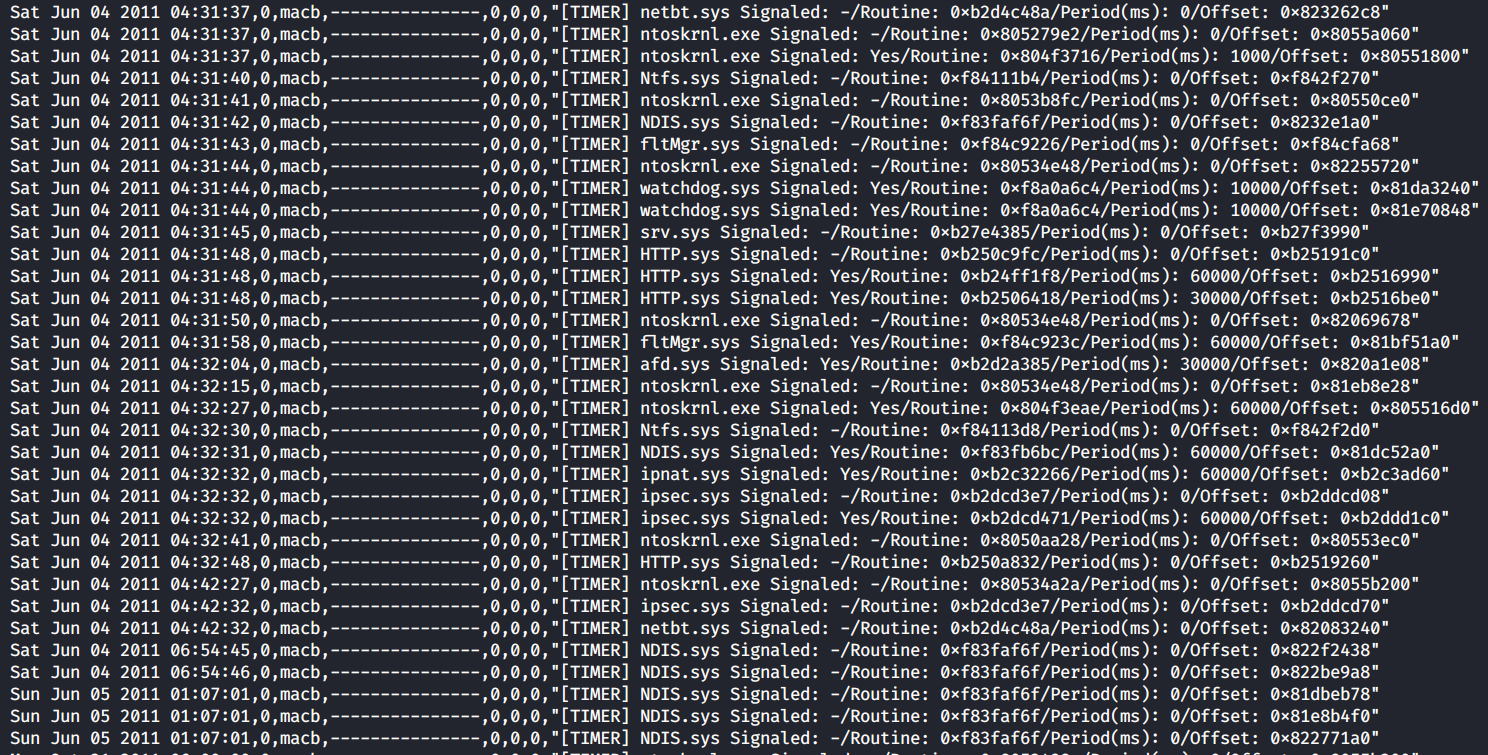 Sat Jun 04 2011 04:31:37,0,macb,---------------,0,0,0,"[TIMER] netbt.sys Signaled: -/Routine: 0×b2d4c48a/Period(ms): 0/Offset: 0×823262c8"
Sat Jun 04 2011 04:31:37,0,macb,---------------,0,0,0,"[TIMER] ntoskrnl.exe Signaled: -/Routine: 0×805279e2/Period(ms): 0/Offset: 0×8055a060"
Sat Jun 04 2011 04:31:37,0,macb,---------------,0,0,0,"[TIMER] ntoskrnl.exe Signaled: Yes/Routine: 0×804f3716/Period(ms): 1000/Offset: 0×80551800"
Sat Jun 04 2011 04:31:40,0,macb,---------------,0,0,0,"[TIMER] Ntfs.sys Signaled: -/Routine: 0×f84111b4/Period(ms): 0/Offset: 0×f842f270"
Sat Jun 04 2011 04:31:41,0,macb,---------------,0,0,0,"[TIMER] ntoskrnl.exe Signaled: -/Routine: 0×8053b8fc/Period(ms): 0/Offset: 0×80550ce0"
Sat Jun 04 2011 04:31:42,0,macb,---------------,0,0,0,"[TIMER] NDIS.sys Signaled: -/Routine: 0×f83faf6f/Period(ms): 0/Offset: 0×8232e1a0"
Sat Jun 04 2011 04:31:43,0,macb,---------------,0,0,0,"[TIMER] fltMgr.sys Signaled: -/Routine: 0×f84c9226/Period(ms): 0/Offset: 0×f84cfa68"
Sat Jun 04 2011 04:31:44,0,macb,---------------,0,0,0,"[TIMER] ntoskrnl.exe Signaled: -/Routine: 0×80534e48/Period(ms): 0/Offset: 0×82255720"
Sat Jun 04 2011 04:31:44,0,macb,---------------,0,0,0,"[TIMER] watchdog.sys Signaled: Yes/Routine: 0×f8a0a6c4/Period(ms): 10000/Offset: 0×81da3240"
Sat Jun 04 2011 04:31:44,0,macb,---------------,0,0,0,"[TIMER] watchdog.sys Signaled: Yes/Routine: 0×f8a0a6c4/Period(ms): 10000/Offset: 0×81e70848"
Sat Jun 04 2011 04:31:45,0,macb,---------------,0,0,0,"[TIMER] srv.sys Signaled: -/Routine: 0×b27e4385/Period(ms): 0/Offset: 0×b27f3990"
Sat Jun 04 2011 04:31:48,0,macb,---------------,0,0,0,"[TIMER] HTTP.sys Signaled: -/Routine: 0×b250c9fc/Period(ms): 0/Offset: 0×b25191c0"
Sat Jun 04 2011 04:31:48,0,macb,---------------,0,0,0,"[TIMER] HTTP.sys Signaled: Yes/Routine: 0×b24ff1f8/Period(ms): 60000/Offset: 0×b2516990"
Sat Jun 04 2011 04:31:48,0,macb,---------------,0,0,0,"[TIMER] HTTP.sys Signaled: Yes/Routine: 0×b2506418/Period(ms): 30000/Offset: 0×b2516be0"
Sat Jun 04 2011 04:31:50,0,macb,---------------,0,0,0,"[TIMER] ntoskrnl.exe Signaled: -/Routine: 0×80534e48/Period(ms): 0/Offset: 0×82069678"
Sat Jun 04 2011 04:31:58,0,macb,---------------,0,0,0,"[TIMER] fltMgr.sys Signaled: Yes/Routine: 0×f84c923c/Period(ms): 60000/Offset: 0×81bf51a0"
Sat Jun 04 2011 04:32:04,0,macb,---------------,0,0,0,"[TIMER] afd.sys Signaled: Yes/Routine: 0×b2d2a385/Period(ms): 30000/Offset: 0×820a1e08"
Sat Jun 04 2011 04:32:15,0,macb,---------------,0,0,0,"[TIMER] ntoskrnl.exe Signaled: -/Routine: 0×80534e48/Period(ms): 0/Offset: 0×81eb8e28"
Sat Jun 04 2011 04:32:27,0,macb,---------------,0,0,0,"[TIMER] ntoskrnl.exe Signaled: Yes/Routine: 0×804f3eae/Period(ms): 60000/Offset: 0×805516d0"
Sat Jun 04 2011 04:32:30,0,macb,---------------,0,0,0,"[TIMER] Ntfs.sys Signaled: -/Routine: 0×f84113d8/Period(ms): 0/Offset: 0×f842f2d0"
Sat Jun 04 2011 04:32:31,0,macb,---------------,0,0,0,"[TIMER] NDIS.sys Signaled: Yes/Routine: 0×f83fb6bc/Period(ms): 60000/Offset: 0×81dc52a0"
Sat Jun 04 2011 04:32:32,0,macb,---------------,0,0,0,"[TIMER] ipnat.sys Signaled: Yes/Routine: 0×b2c32266/Period(ms): 60000/Offset: 0×b2c3ad60"
Sat Jun 04 2011 04:32:32,0,macb,---------------,0,0,0,"[TIMER] ipsec.sys Signaled: -/Routine: 0×b2dcd3e7/Period(ms): 0/Offset: 0×b2ddcd08"
Sat Jun 04 2011 04:32:32,0,macb,---------------,0,0,0,"[TIMER] ipsec.sys Signaled: Yes/Routine: 0×b2dcd471/Period(ms): 60000/Offset: 0×b2ddd1c0"
Sat Jun 04 2011 04:32:41,0,macb,---------------,0,0,0,"[TIMER] ntoskrnl.exe Signaled: -/Routine: 0×8050aa28/Period(ms): 0/Offset: 0×80553ec0"
Sat Jun 04 2011 04:32:48,0,macb,---------------,0,0,0,"[TIMER] HTTP.sys Signaled: -/Routine: 0×b250a832/Period(ms): 0/Offset: 0×b2519260"
Sat Jun 04 2011 04:42:27,0,macb,---------------,0,0,0,"[TIMER] ntoskrnl.exe Signaled: -/Routine: 0×80534a2a/Period(ms): 0/Offset: 0×8055b200"
Sat Jun 04 2011 04:42:32,0,macb,---------------,0,0,0,"[TIMER] ipsec.sys Signaled: -/Routine: 0×b2dcd3e7/Period(ms): 0/Offset: 0×b2ddcd70"
Sat Jun 04 2011 04:42:32,0,macb,---------------,0,0,0,"[TIMER] netbt.sys Signaled: -/Routine: 0×b2d4c48a/Period(ms): 0/Offset: 0×82083240"
Sat Jun 04 2011 06:54:45,0,macb,---------------,0,0,0,"[TIMER] NDIS.sys Signaled: -/Routine: 0×f83faf6f/Period(ms): 0/Offset: 0×822f2438"
Sat Jun 04 2011 06:54:46,0,macb,---------------,0,0,0,"[TIMER] NDIS.sys Signaled: -/Routine: 0×f83faf6f/Period(ms): 0/Offset: 0×822be9a8"
Sun Jun 05 2011 01:07:01,0,macb,---------------,0,0,0,"[TIMER] NDIS.sys Signaled: -/Routine: 0×f83faf6f/Period(ms): 0/Offset: 0×81dbeb78"
Sun Jun 05 2011 01:07:01,0,macb,---------------,0,0,0,"[TIMER] NDIS.sys Signaled: -/Routine: 0×f83faf6f/Period(ms): 0/Offset: 0×81e8b4f0"
Sun Jun 05 2011 01:07:01,0,macb,---------------,0,0,0,"[TIMER] NDIS.sys Signaled: -/Routine: 0×f83faf6f/Period(ms): 0/Offset: 0×822771a0"